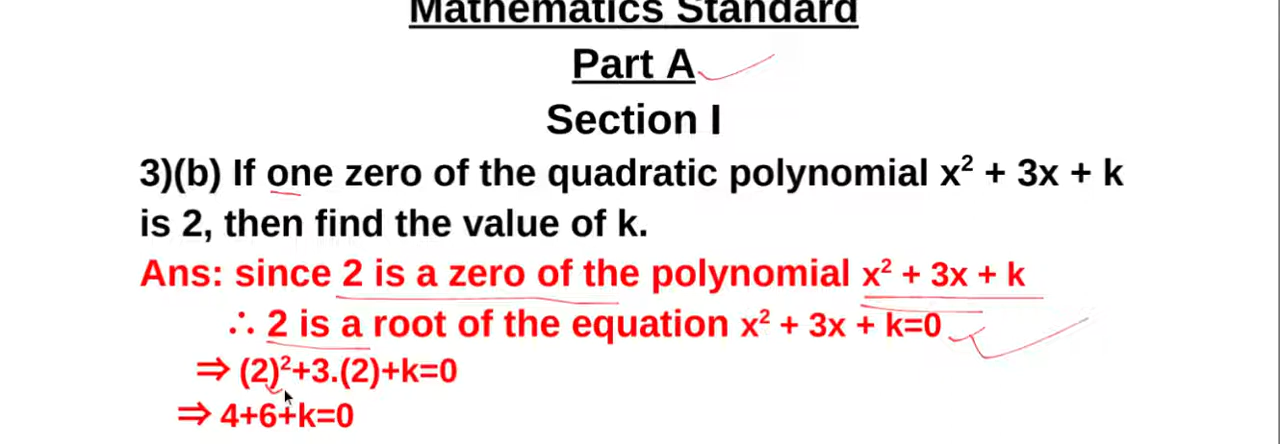 Mathematics Standard
Part A
Section I
3)(b) If one zero of the quadratic polynomial x² + 3x + k
is 2, then find the value of k.
Ans: since 2 is a zero of the polynomial x² + 3x + k
∴ 2 is a root of the equation x² + 3x + k=0
⇒ (2)²+3.(2)+k=0
⇒ 4+6+k=0